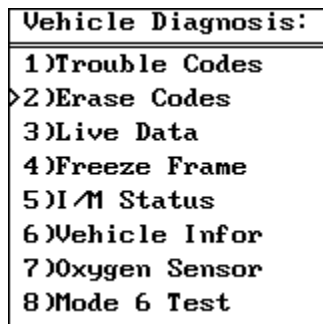 Vehicle Diagnosis:
1)Trouble Codes
>2)Erase Codes
3)Live Data
4)Freeze Frame
5)I/M Status
6)Vehicle Infor
7)Oxygen Sensor
8)Mode 6 Test